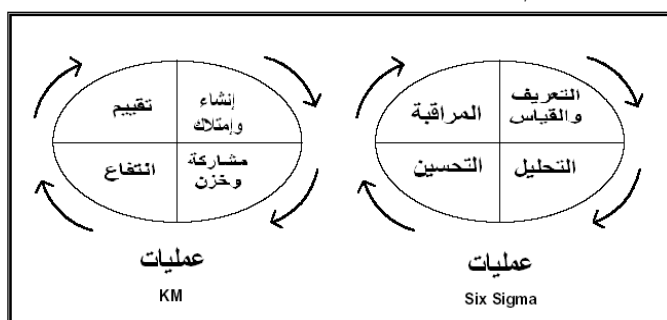 إنشاء
وإمتلاك
تقييم
مشاركة
وخزن
انتفاع
عمليات
KM
التعريف
والقياس
المراقبة
التحليل
التحسين
عمليات
Six Sigma